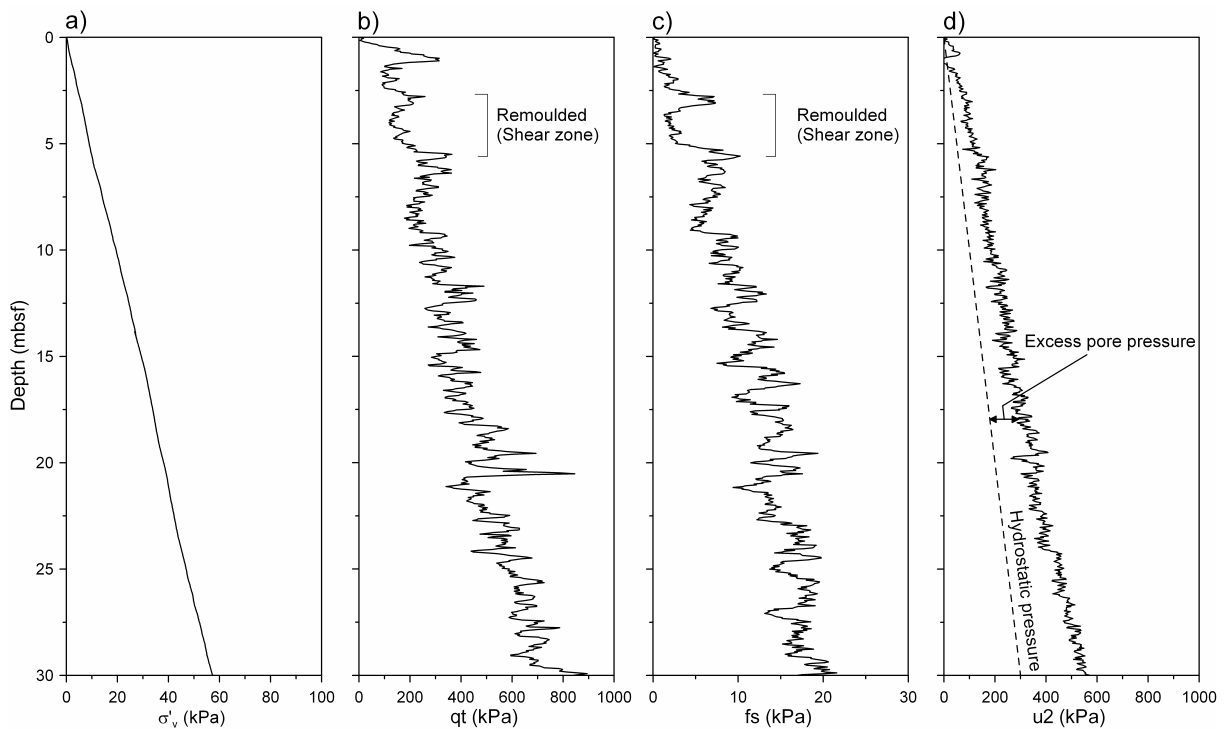 a)
b)
c)
d)
0
5
10
15
20
25
30
Depth (mbsf)
Remoulded
(Shear zone)
Remoulded
(Shear zone)
Excess pore pressure
Hydrostatic pressure
0 20 40 60 80 100
σ'v (kPa)
0 200 400 600 800 1000
qt (kPa)
0 10 20 30
fs (kPa)
0 200 400 600 800 1000
u2 (kPa)